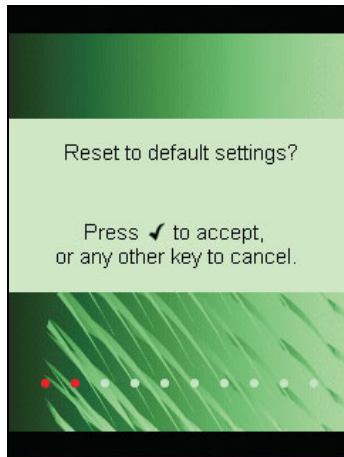 Reset to default settings?
Press ✓ to accept,
or any other key to cancel.